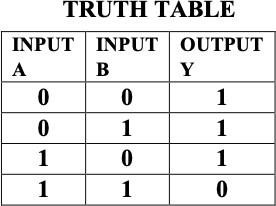 TRUTH TABLE
INPUT A INPUT B OUTPUT Y
0 0 1
0 1 1
1 0 1
1 1 0